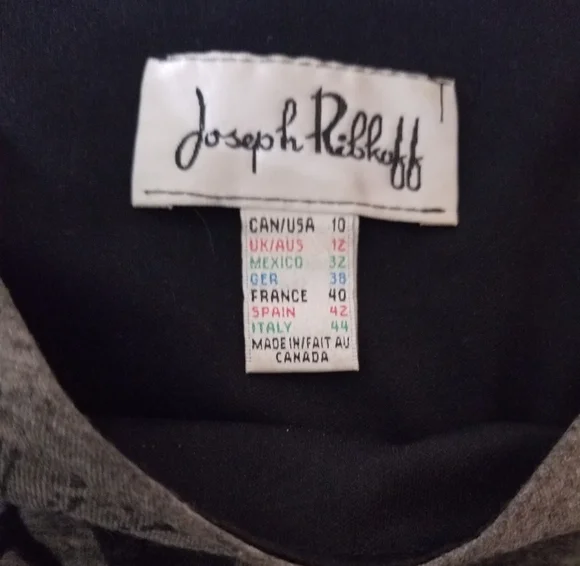 Joseph Ribkoff
CAN/USA 10
UK/AUS 12
MEXICO 32
GER 38
FRANCE 40
SPAIN 42
ITALY 44
MADE IN/FAIT AU
CANADA